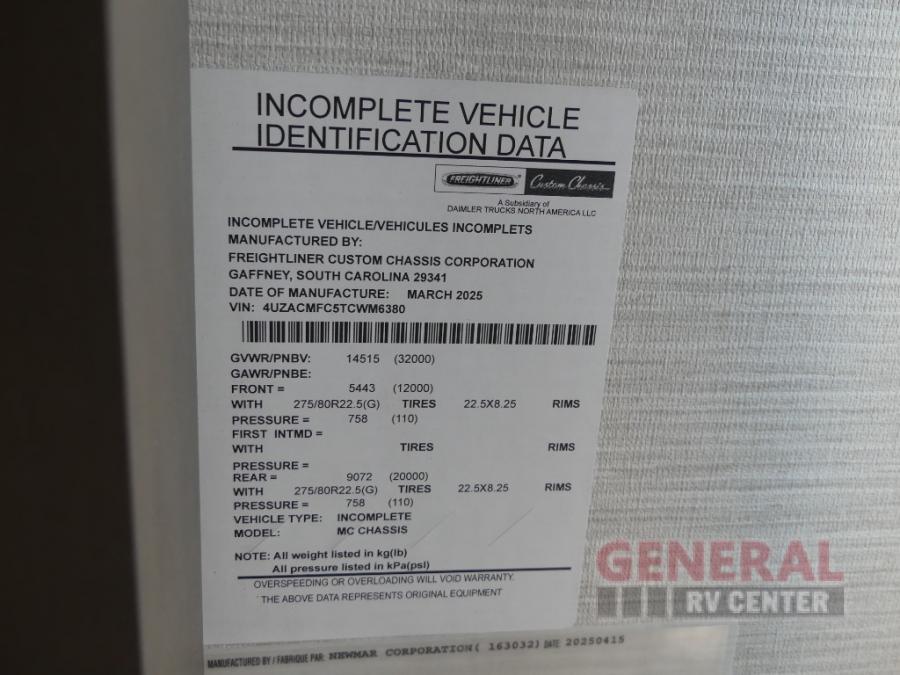 INCOMPLETE VEHICLE
IDENTIFICATION DATA
FREIGHTLINER Custom Chassis
A Subsidiary of
DAIMLER TRUCKS NORTH AMERICA LLC
INCOMPLETE VEHICLE/VEHICULES INCOMPLETS
MANUFACTURED BY:
FREIGHTLINER CUSTOM CHASSIS CORPORATION
GAFFNEY, SOUTH CAROLINA 29341
DATE OF MANUFACTURE: MARCH 2025
VIN: 4UZACMFC5TCWM6380
GVWR/PNBV: 14515 (32000)
GAWR/PNBE:
FRONT = 5443 (12000)
WITH 275/80R22.5(G) TIRES 22.5X8.25 RIMS
PRESSURE = 758 (110)
FIRST INTMD =
WITH TIRES RIMS
PRESSURE =
REAR = 9072 (20000)
WITH 275/80R22.5(G) TIRES 22.5X8.25 RIMS
PRESSURE = 758 (110)
VEHICLE TYPE: INCOMPLETE
MODEL: MC CHASSIS
NOTE: All weight listed in kg(lb)
All pressure listed in kPa(psi)
OVERSPEEDING OR OVERLOADING WILL VOID WARRANTY.
THE ABOVE DATA REPRESENTS ORIGINAL EQUIPMENT
GENERAL
RV CENTER
MANUFACTURED BY / FABRIQUE PAR: NEWMAR CORPORATION( 163032) DATE 20250415